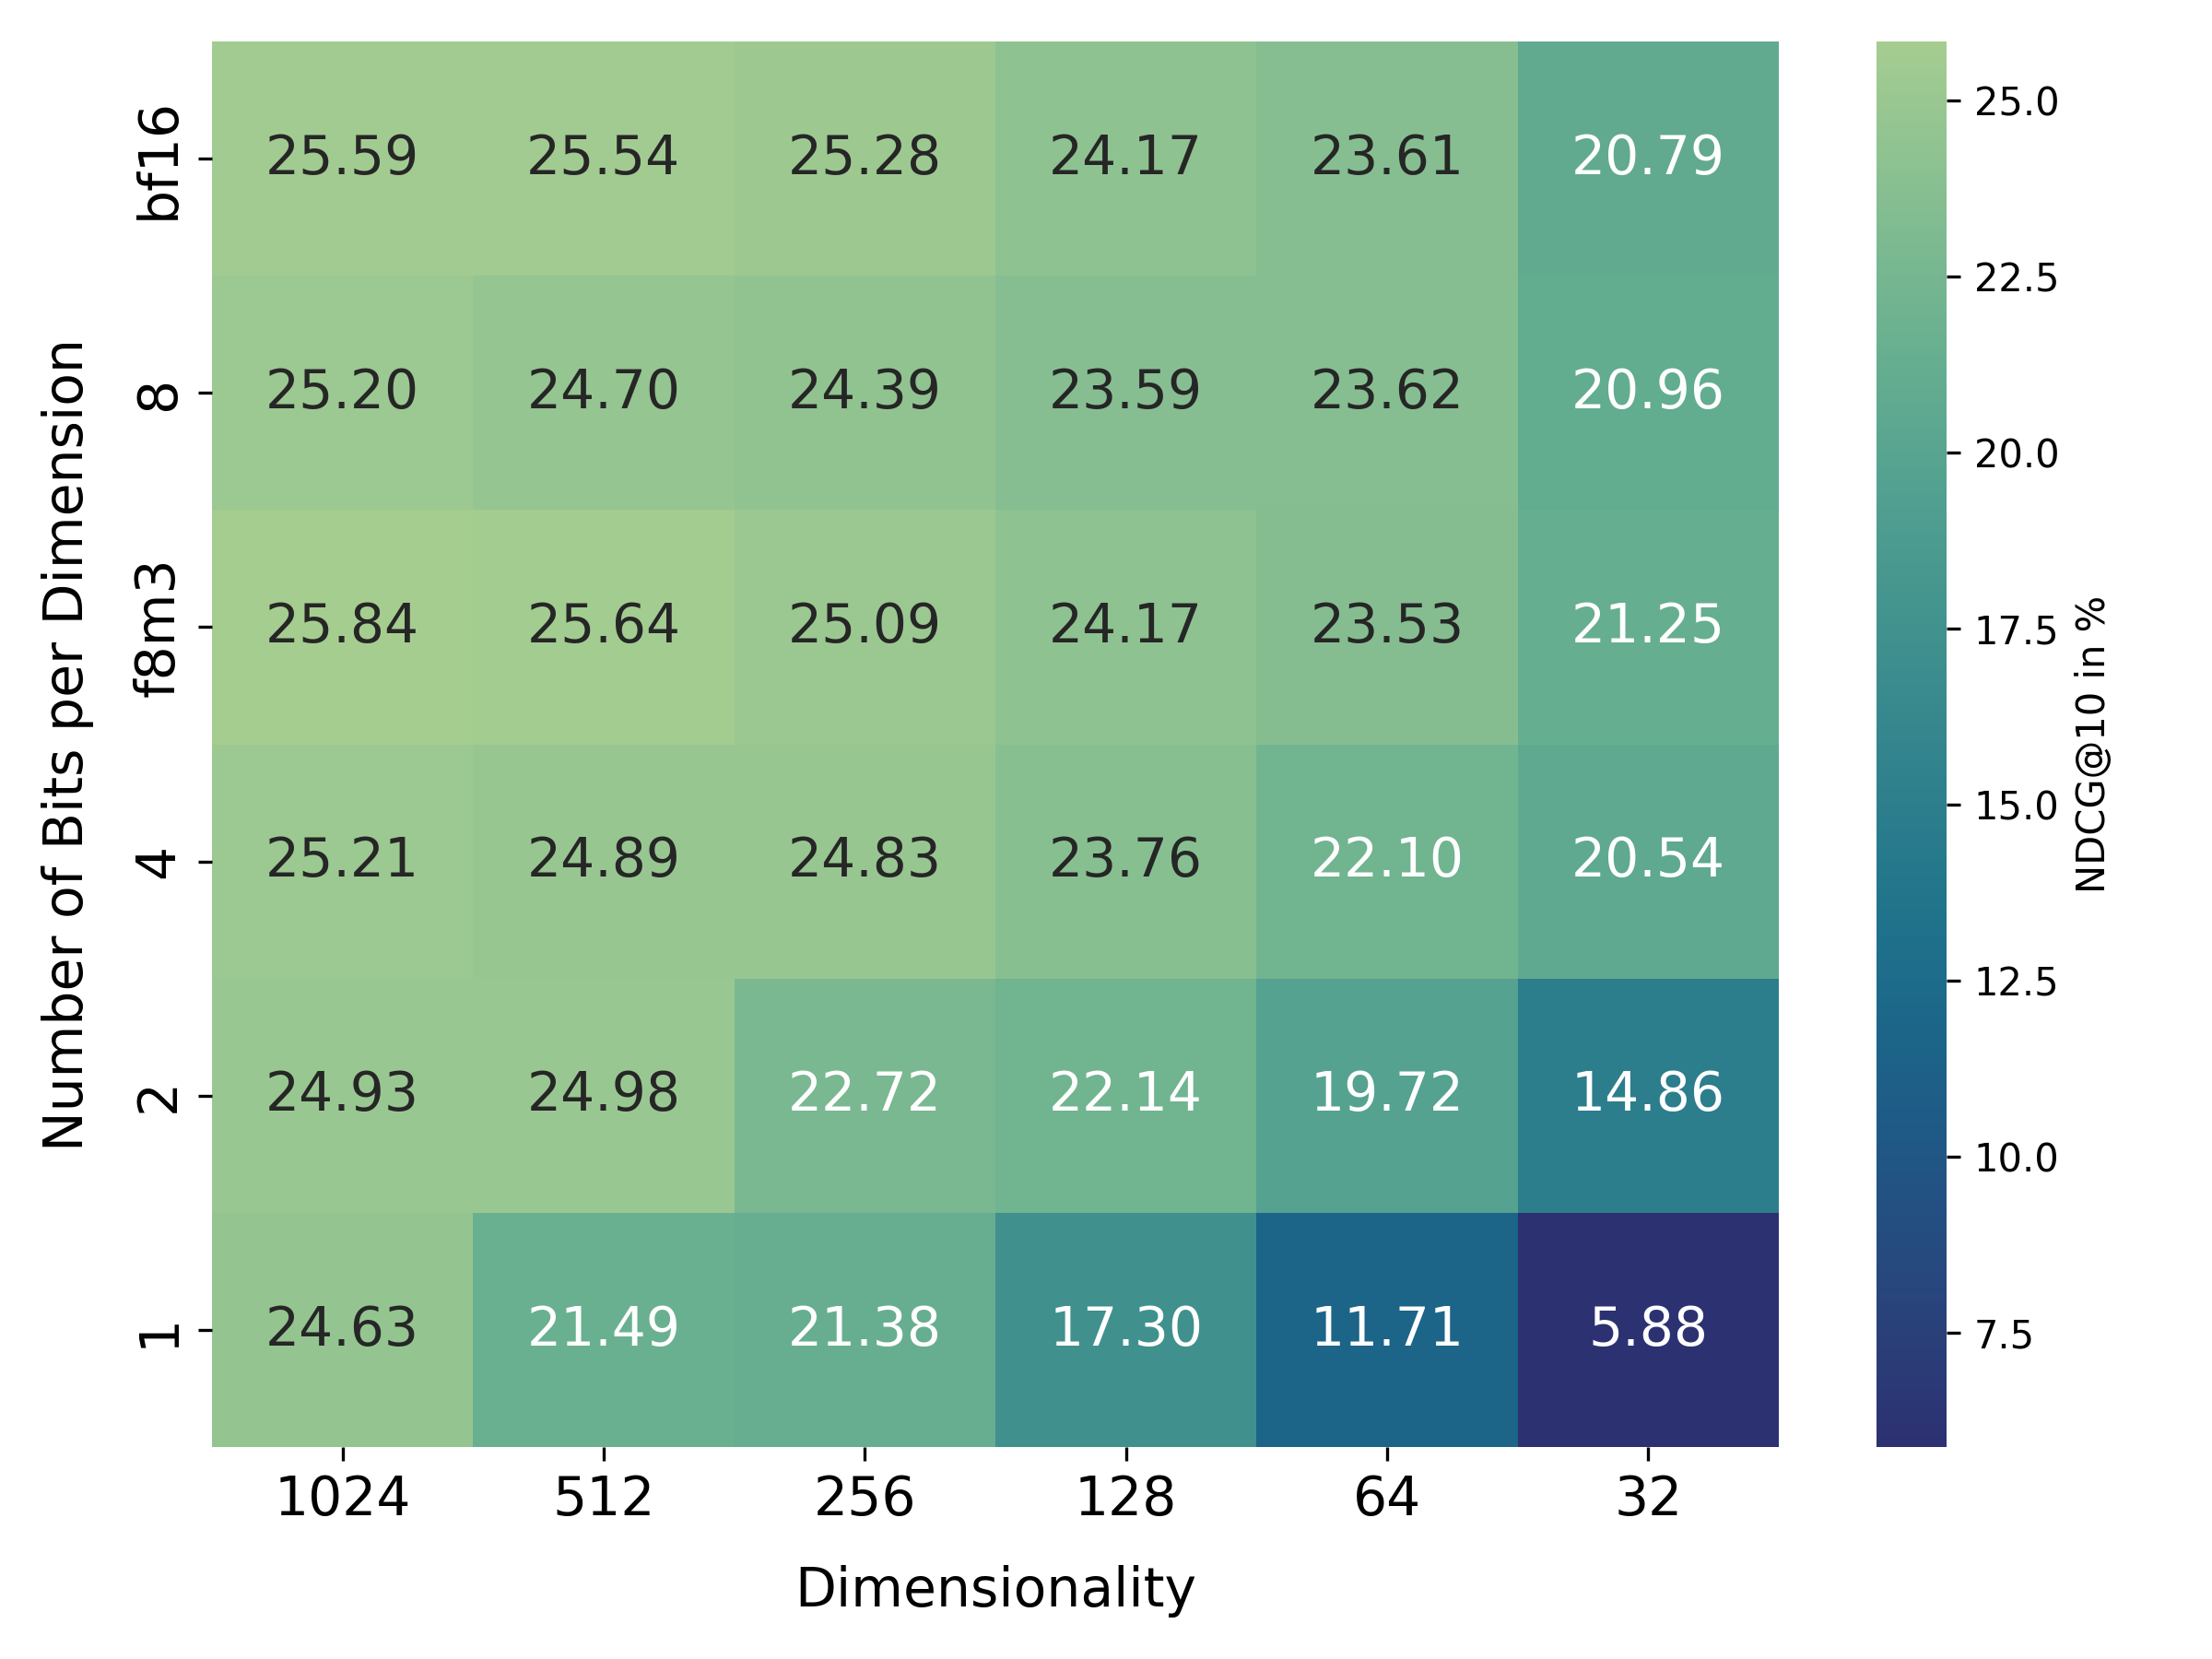 Number of Bits per Dimension
bf16 25.59 25.54 25.28 24.17 23.61 20.79
8 25.20 24.70 24.39 23.59 23.62 20.96
f8m3 25.84 25.64 25.09 24.17 23.53 21.25
4 25.21 24.89 24.83 23.76 22.10 20.54
2 24.93 24.98 22.72 22.14 19.72 14.86
1 24.63 21.49 21.38 17.30 11.71 5.88
1024 512 256 128 64 32
Dimensionality
25.0
22.5
20.0
17.5
15.0
12.5
10.0
7.5
NDCG@10 in %